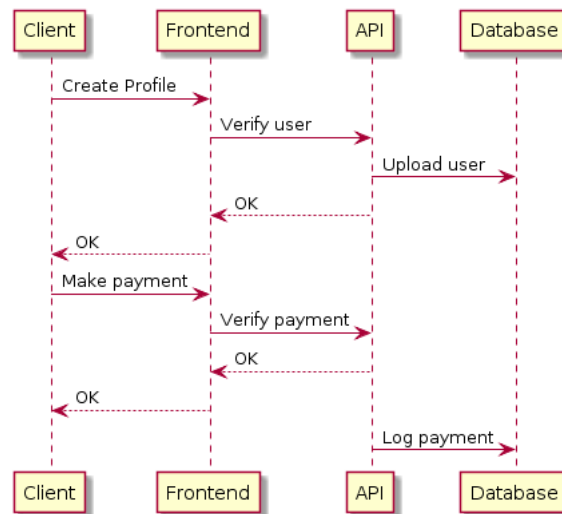 Client Frontend API Database
Create Profile
Verify user
Upload user
OK
OK
Make payment
Verify payment
OK
OK
Log payment
Client Frontend API Database